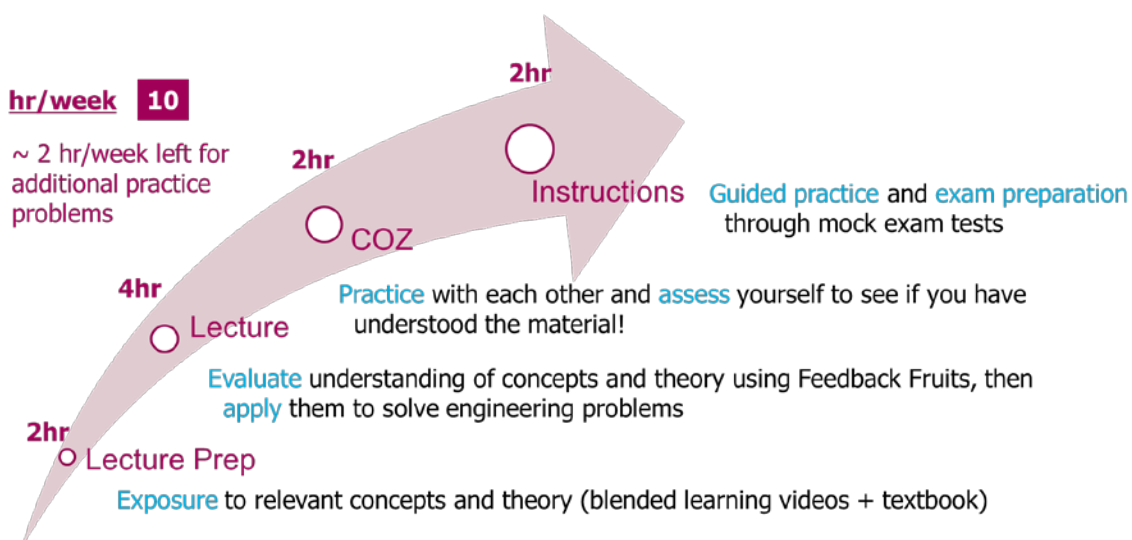 2hr
hr/week 10
~ 2 hr/week left for
additional practice
problems
2hr
Instructions
Guided practice and exam preparation
through mock exam tests
COZ
4hr
Practice with each other and assess yourself to see if you have
understood the material!
Lecture
Evaluate understanding of concepts and theory using Feedback Fruits, then
apply them to solve engineering problems
2hr
Lecture Prep
Exposure to relevant concepts and theory (blended learning videos + textbook)